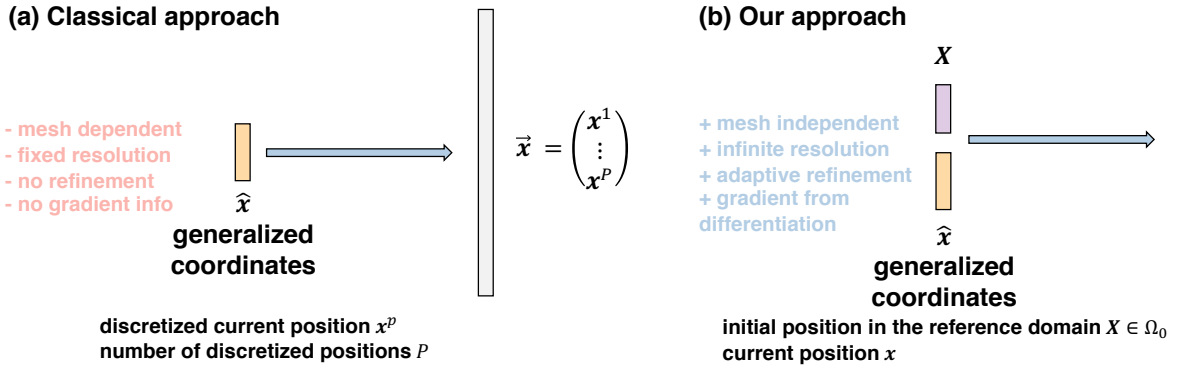 (a) Classical approach
- mesh dependent
- fixed resolution
- no refinement
- no gradient info
x̂
generalized
coordinates
x⃗ = (x¹
⋮
xᴾ)
discretized current position xᵖ
number of discretized positions P
(b) Our approach
X
+ mesh independent
+ infinite resolution
+ adaptive refinement
+ gradient from
differentiation
x̂
generalized
coordinates
initial position in the reference domain X ∈ Ω₀
current position x